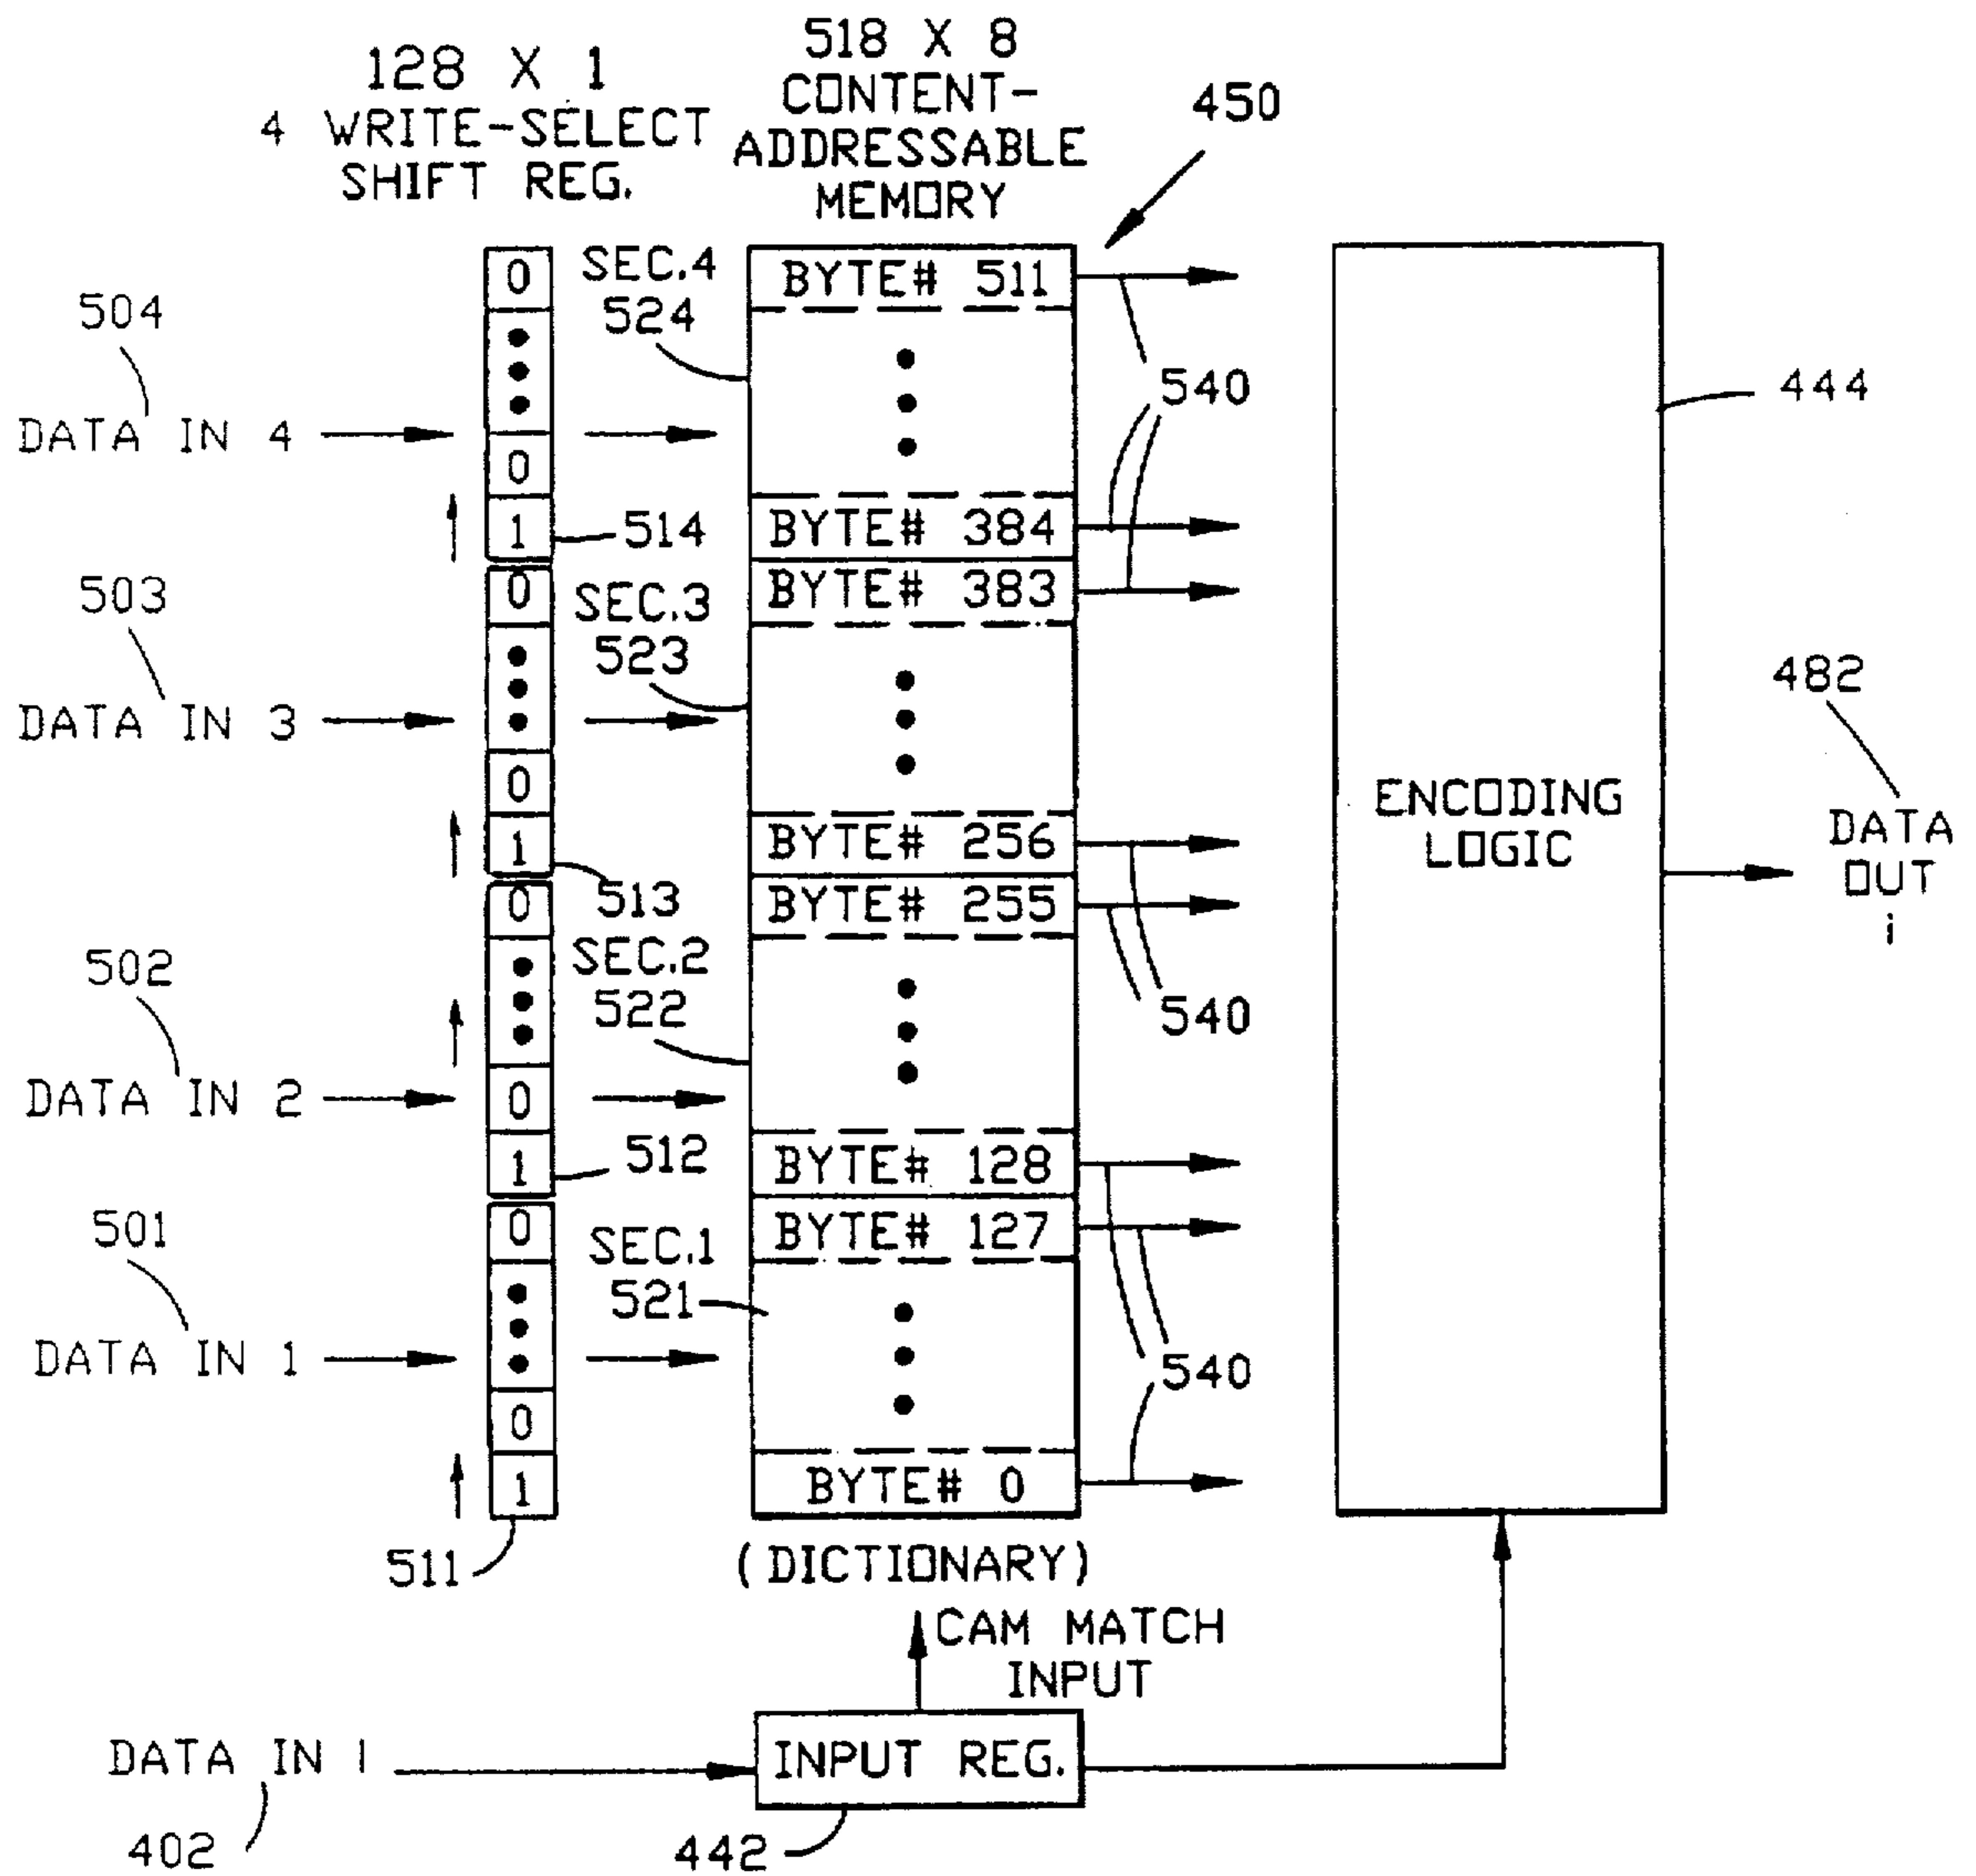 128 X 1
4 WRITE-SELECT
SHIFT REG.
518 X 8
CONTENT-
ADDRESSABLE
MEMORY
450
0
SEC.4
524
BYTE# 511
504
DATA IN 4
540
444
0
1
514
BYTE# 384
0
SEC.3
523
BYTE# 383
503
DATA IN 3
482
0
1
513
BYTE# 256
ENCODING
LOGIC
DATA
OUT
i
0
SEC.2
522
BYTE# 255
502
DATA IN 2
540
0
1
512
BYTE# 128
0
SEC.1
521
BYTE# 127
501
DATA IN 1
540
0
1
511
BYTE# 0
(DICTIONARY)
CAM MATCH
INPUT
DATA IN I
INPUT REG.
402
442